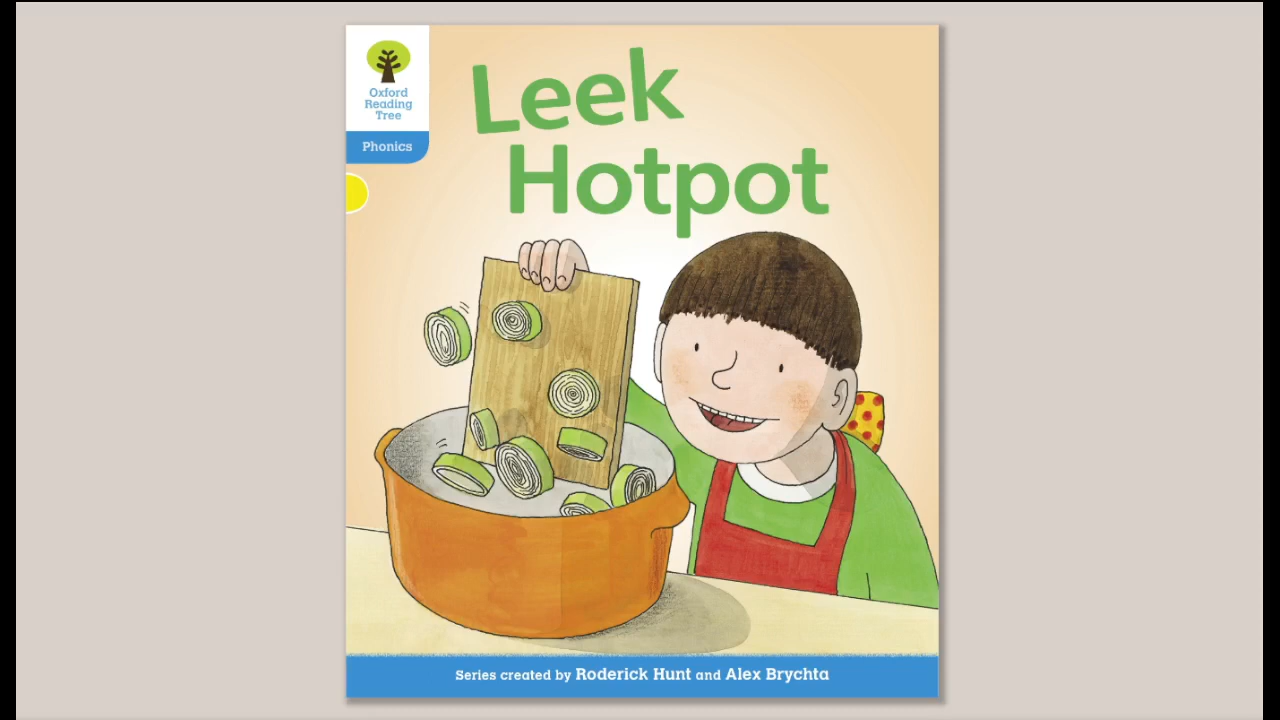 Oxford
Reading
Tree
Phonics
Leek
Hotpot
Series created by Roderick Hunt and Alex Brychta